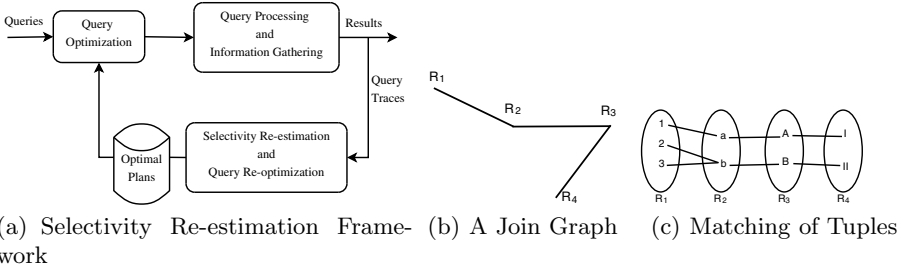 Queries
Query
Optimization
Query Processing
and
Information Gathering
Results
Query
Traces
Selectivity Re-estimation
and
Query Re-optimization
Optimal
Plans
R1
R2
R3
R4
1
2
3
a
b
A
B
I
II
R1
R2
R3
R4
(a) Selectivity Re-estimation Frame-
work
(b) A Join Graph
(c) Matching of Tuples